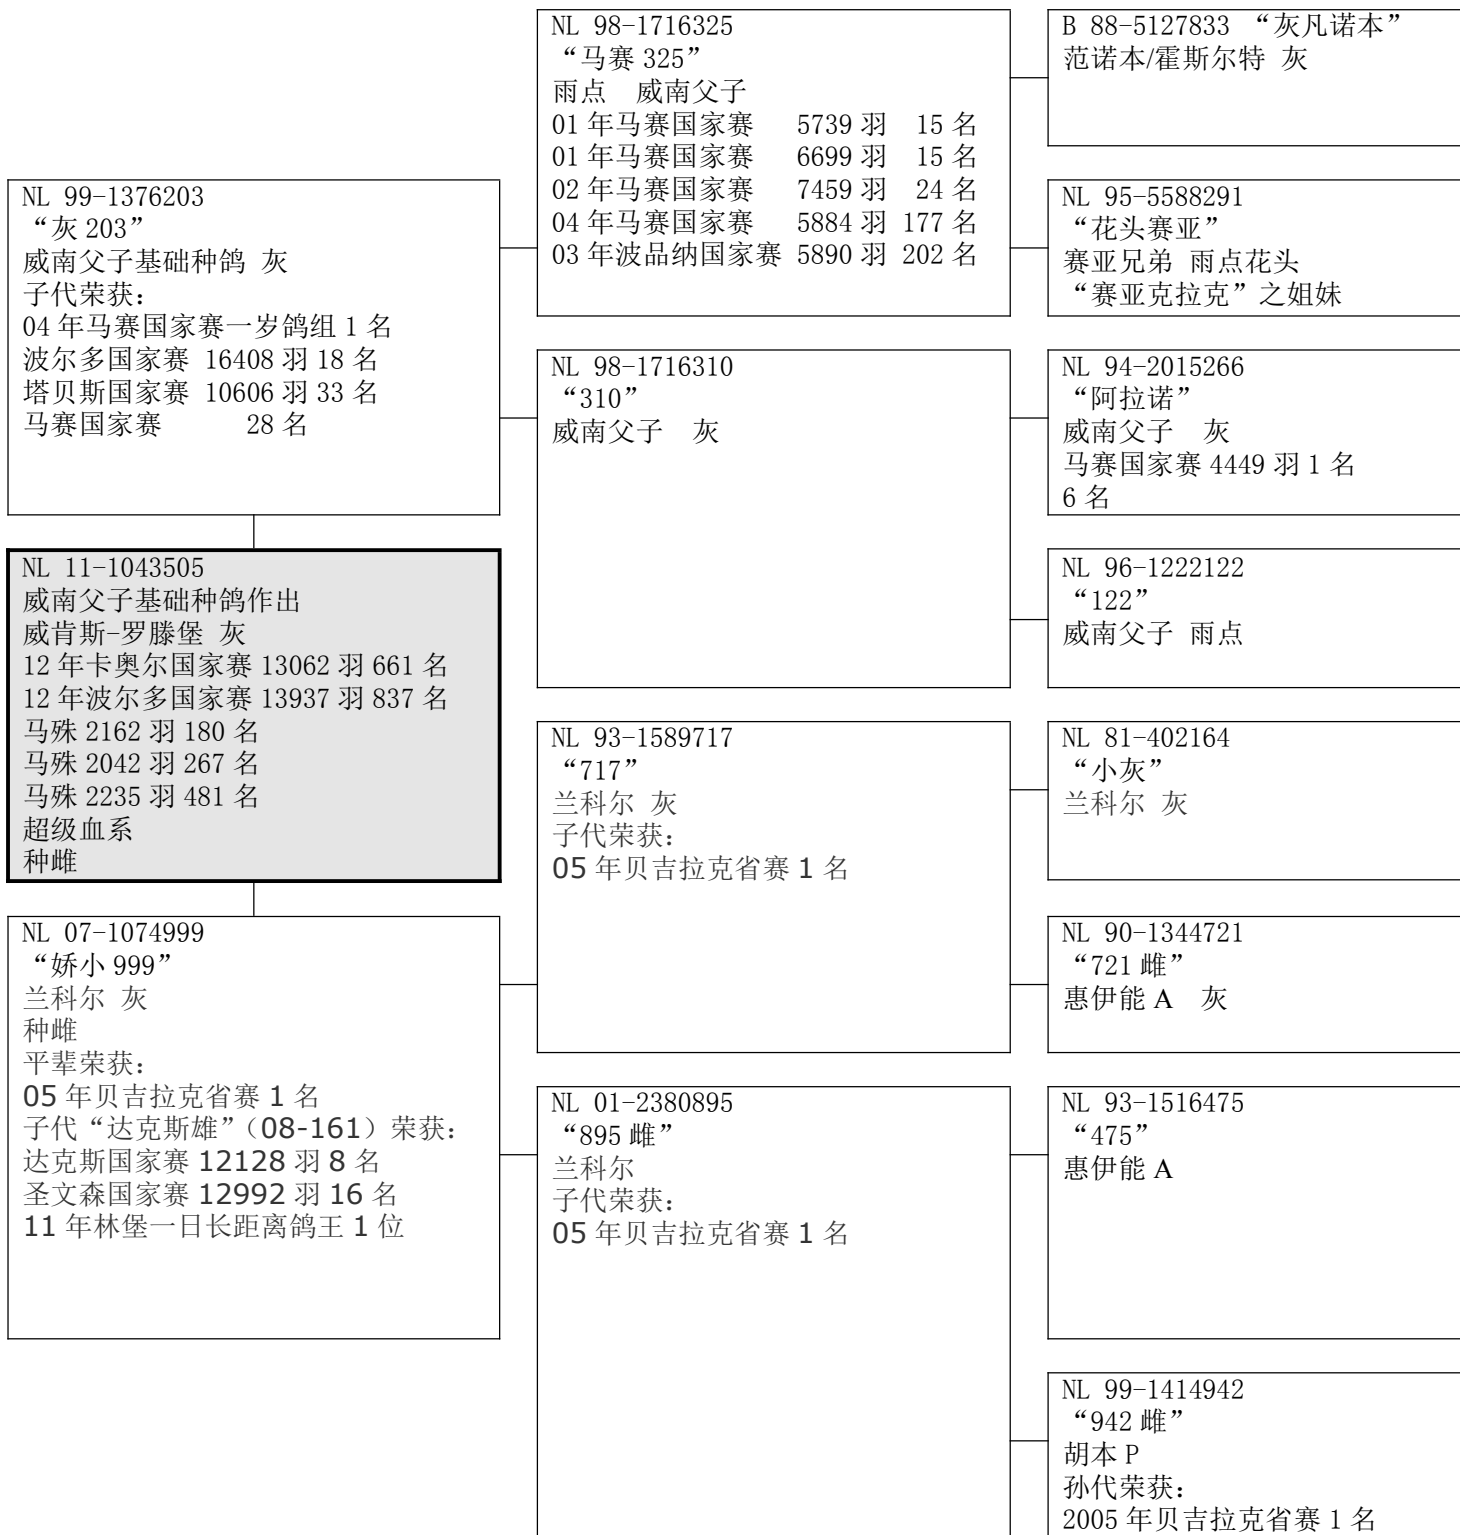 NL 99-1376203
“灰 203”
威南父子基础种鸽 灰
子代荣获：
04 年马赛国家赛一岁鸽组 1 名
波尔多国家赛 16408 羽 18 名
塔贝斯国家赛 10606 羽 33 名
马赛国家赛 28 名
NL 11-1043505
威南父子基础种鸽作出
威肯斯-罗滕堡 灰
12 年卡奥尔国家赛 13062 羽 661 名
12 年波尔多国家赛 13937 羽 837 名
马殊 2162 羽 180 名
马殊 2042 羽 267 名
马殊 2235 羽 481 名
超级血系
种雌
NL 07-1074999
“娇小 999”
兰科尔 灰
种雌
平辈荣获：
05 年贝吉拉克省赛 1 名
子代“达克斯雄”（08-161）荣获：
达克斯国家赛 12128 羽 8 名
圣文森国家赛 12992 羽 16 名
11 年林堡一日长距离鸽王 1 位
NL 98-1716325
“马赛 325”
雨点 威南父子
01 年马赛国家赛 5739 羽 15 名
01 年马赛国家赛 6699 羽 15 名
02 年马赛国家赛 7459 羽 24 名
04 年马赛国家赛 5884 羽 177 名
03 年波品纳国家赛 5890 羽 202 名
NL 98-1716310
“310”
威南父子 灰
NL 93-1589717
“717”
兰科尔 灰
子代荣获：
05 年贝吉拉克省赛 1 名
NL 01-2380895
“895 雌”
兰科尔
子代荣获：
05 年贝吉拉克省赛 1 名
B 88-5127833 “灰凡诺本”
范诺本/霍斯尔特 灰
NL 95-5588291
“花头赛亚”
赛亚兄弟 雨点花头
“赛亚克拉克”之姐妹
NL 94-2015266
“阿拉诺”
威南父子 灰
马赛国家赛 4449 羽 1 名
6 名
NL 96-1222122
“122”
威南父子 雨点
NL 81-402164
“小灰”
兰科尔 灰
NL 90-1344721
“721 雌”
惠伊能 A 灰
NL 93-1516475
“475”
惠伊能 A
NL 99-1414942
“942 雌”
胡本 P
孙代荣获：
2005 年贝吉拉克省赛 1 名